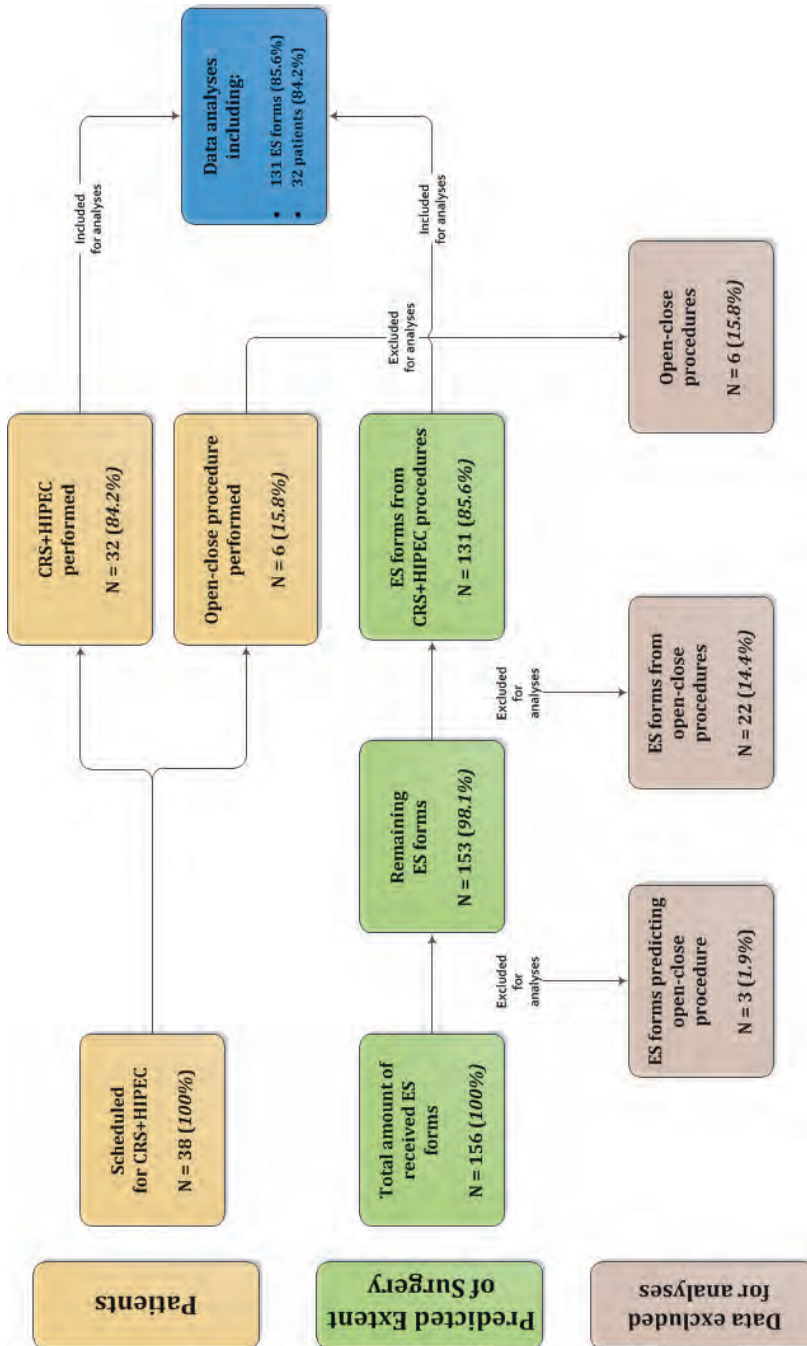 Patients
Scheduled
for CRS+HIPEC
N = 38 (100%)
CRS+HIPEC
performed
N = 32 (84.2%)
Open-close procedure
performed
N = 6 (15.8%)
Included
for analyses
Data analyses
including;
• 131 ES forms (85.6%)
• 32 patients (84.2%)
Excluded
for analyses
Predicted Extent
of Surgery
Total amount of
received ES
forms
N = 156 (100%)
Remaining
ES forms
N = 153 (98.1%)
ES forms from
CRS+HIPEC procedures
N = 131 (85.6%)
Included
for analyses
Excluded
for
analyses
Excluded
for
analyses
Data excluded
for analyses
ES forms predicting
open-close
procedure
N = 3 (1.9%)
ES forms from
open-close
procedures
N = 22 (14.4%)
Open-close
procedures
N = 6 (15.8%)